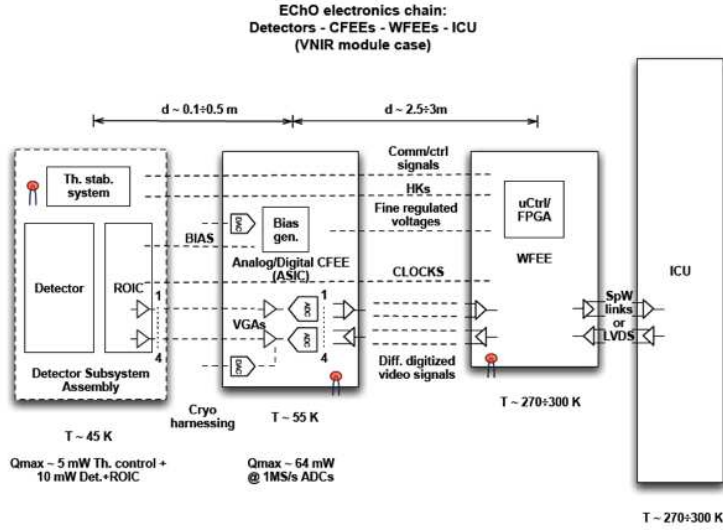 EChO electronics chain:
Detectors - CFEEs - WFEEs - ICU
(VNIR module case)
d ~ 0.1÷0.5 m
d ~ 2.5÷3m
Th. stab.
system
Detector
ROIC
1
4
Detector Subsystem
Assembly
T ~ 45 K
Qmax ~ 5 mW Th. control +
10 mW Det.+ROIC
BIAS
Cryo
harnessing
DAC
Bias
gen.
Analog/Digital CFEE
(ASIC)
VGAs
ADC
1
ADC
4
DAC
T ~ 55 K
Qmax ~ 64 mW
@ 1MS/s ADCs
Comm/ctrl
signals
HKs
Fine regulated
voltages
CLOCKS
Diff. digitized
video signals
uCtrl/
FPGA
WFEE
T ~ 270÷300 K
SpW
links
or
LVDS
ICU
T ~ 270÷300 K